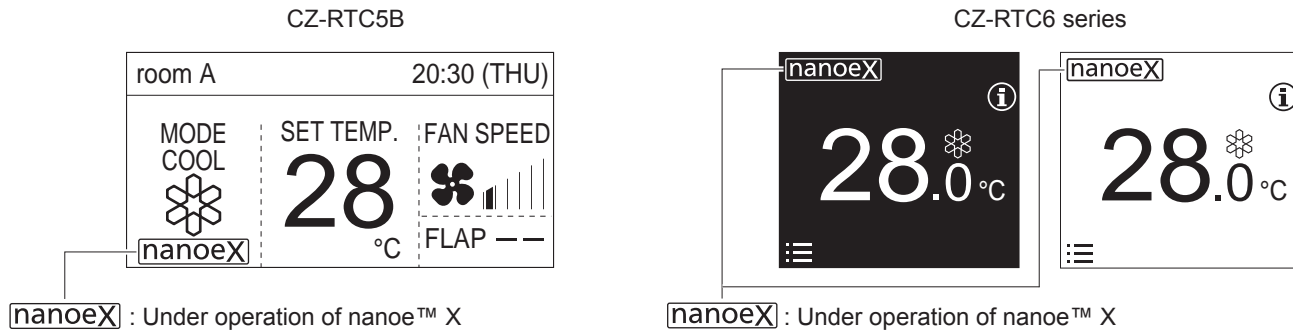 CZ-RTC5B
room A 20:30 (THU)
MODE
COOL
nanoeX
SET TEMP.
28
°C
FAN SPEED
FLAP – –
nanoeX : Under operation of nanoe™ X
CZ-RTC6 series
nanoeX
i
28.0 °C
nanoeX
i
28.0 °C
nanoeX : Under operation of nanoe™ X